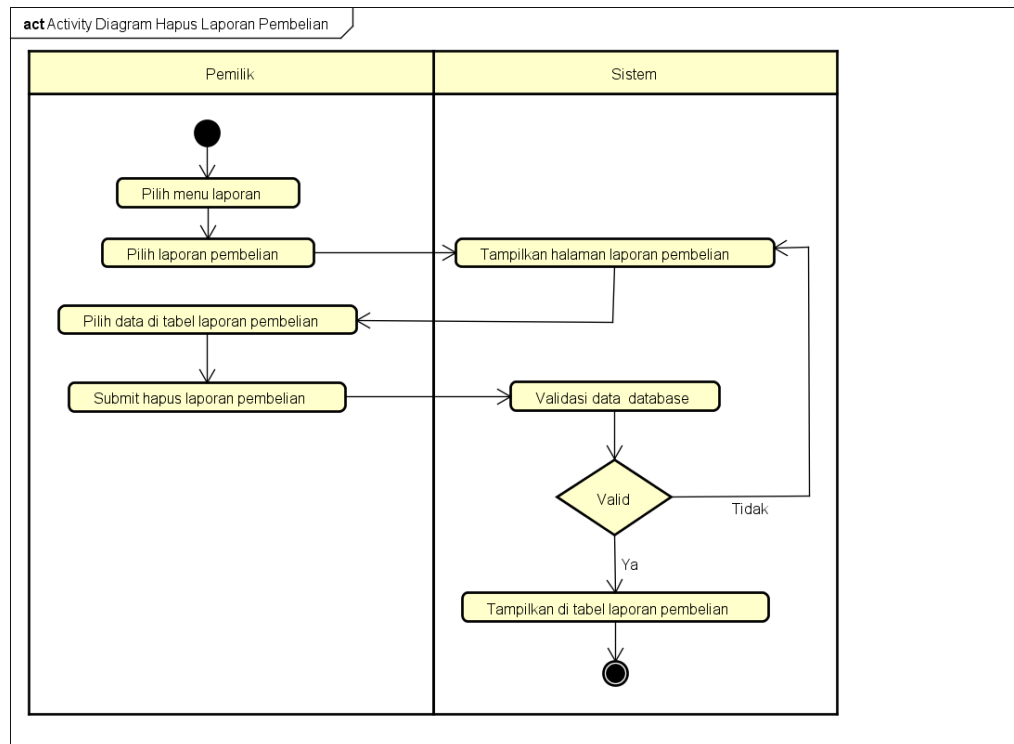 act Activity Diagram Hapus Laporan Pembelian
Pemilik
Sistem
Pilih menu laporan
Pilih laporan pembelian
Tampilkan halaman laporan pembelian
Pilih data di tabel laporan pembelian
Submit hapus laporan pembelian
Validasi data database
Valid
Tidak
Ya
Tampilkan di tabel laporan pembelian